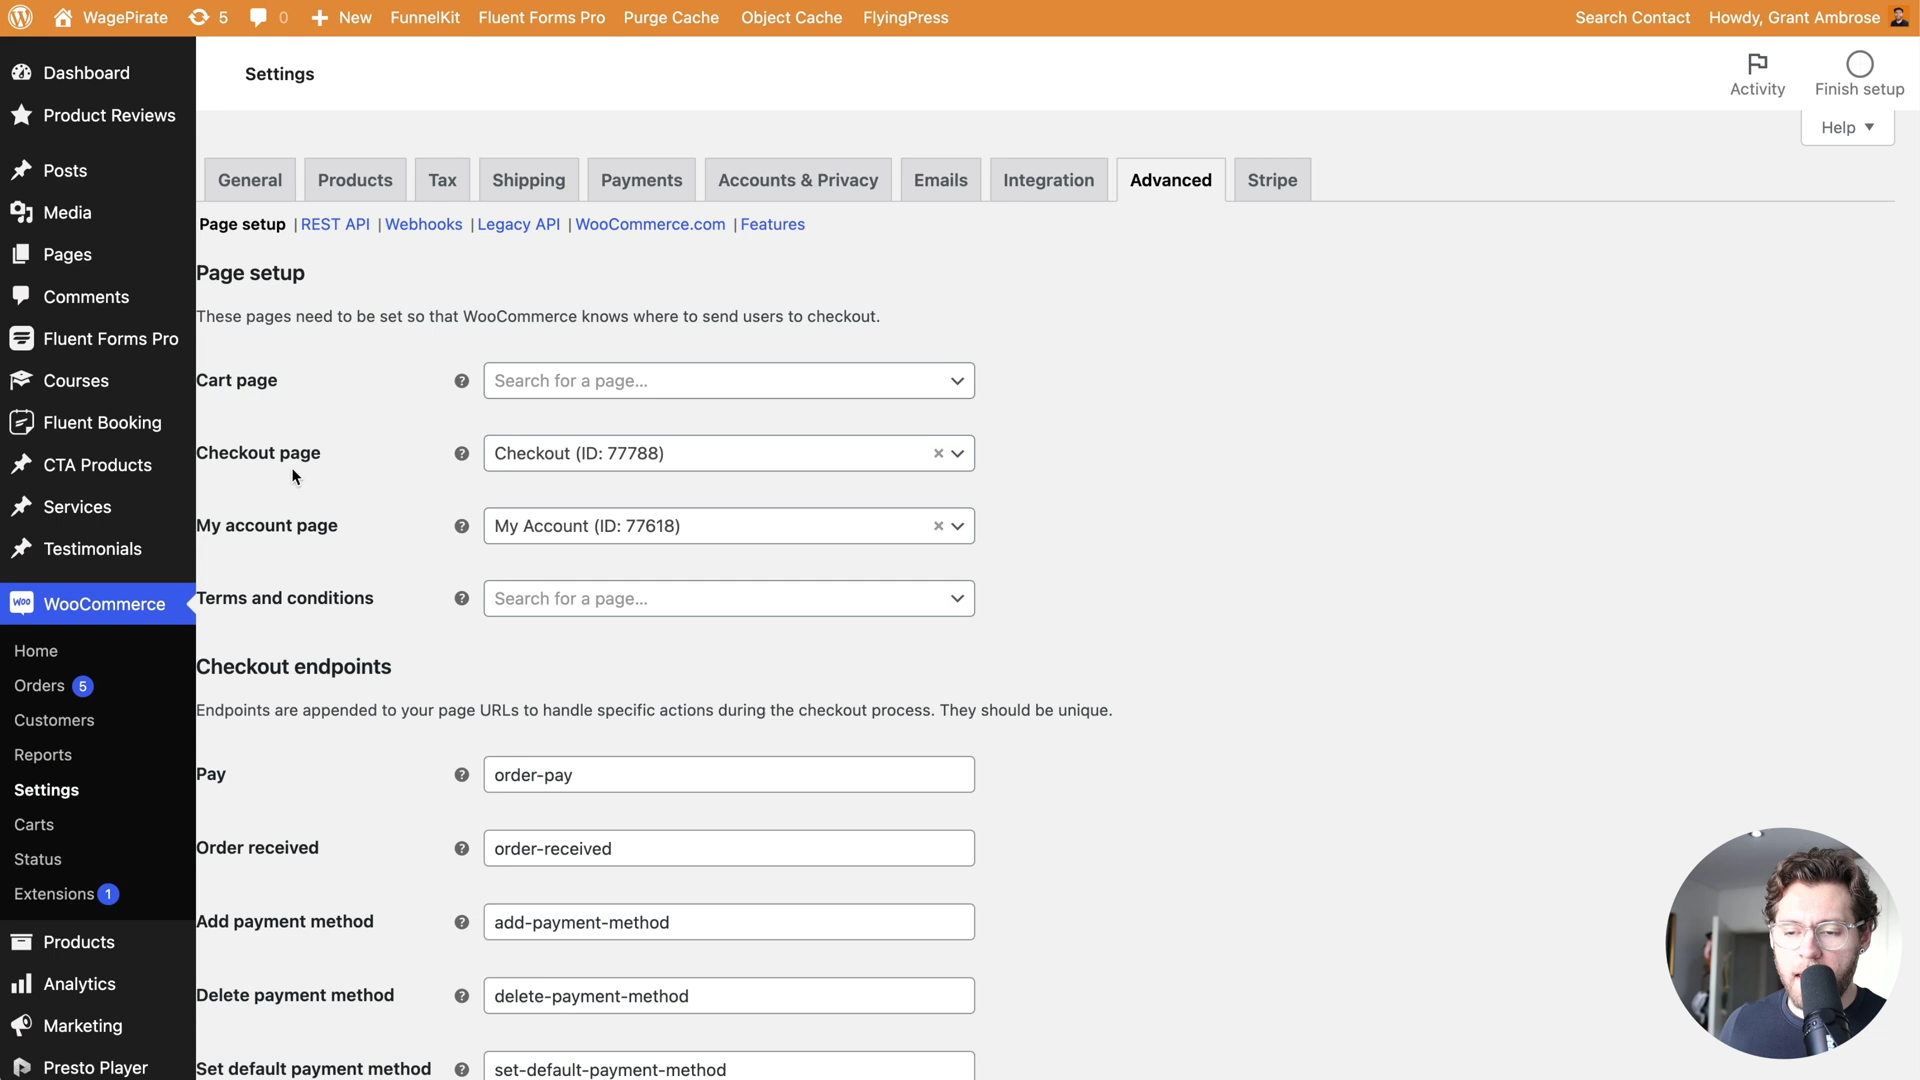 WagePirate 5 0 New FunnelKit Fluent Forms Pro Purge Cache Object Cache FlyingPress Search Contact Howdy, Grant Ambrose
Dashboard
Product Reviews
Posts
Media
Pages
Comments
Fluent Forms Pro
Courses
Fluent Booking
CTA Products
Services
Testimonials
Woo WooCommerce
Home
Orders 5
Customers
Reports
Settings
Carts
Status
Extensions 1
Products
Analytics
Marketing
Presto Player
Settings
Activity
Finish setup
Help
General Products Tax Shipping Payments Accounts & Privacy Emails Integration Advanced Stripe
Page setup | REST API | Webhooks | Legacy API | WooCommerce.com | Features
Page setup
These pages need to be set so that WooCommerce knows where to send users to checkout.
Cart page ? Search for a page...
Checkout page ? Checkout (ID: 77788) ×
My account page ? My Account (ID: 77618) ×
Terms and conditions ? Search for a page...
Checkout endpoints
Endpoints are appended to your page URLs to handle specific actions during the checkout process. They should be unique.
Pay ? order-pay
Order received ? order-received
Add payment method ? add-payment-method
Delete payment method ? delete-payment-method
Set default payment method ? set-default-payment-method